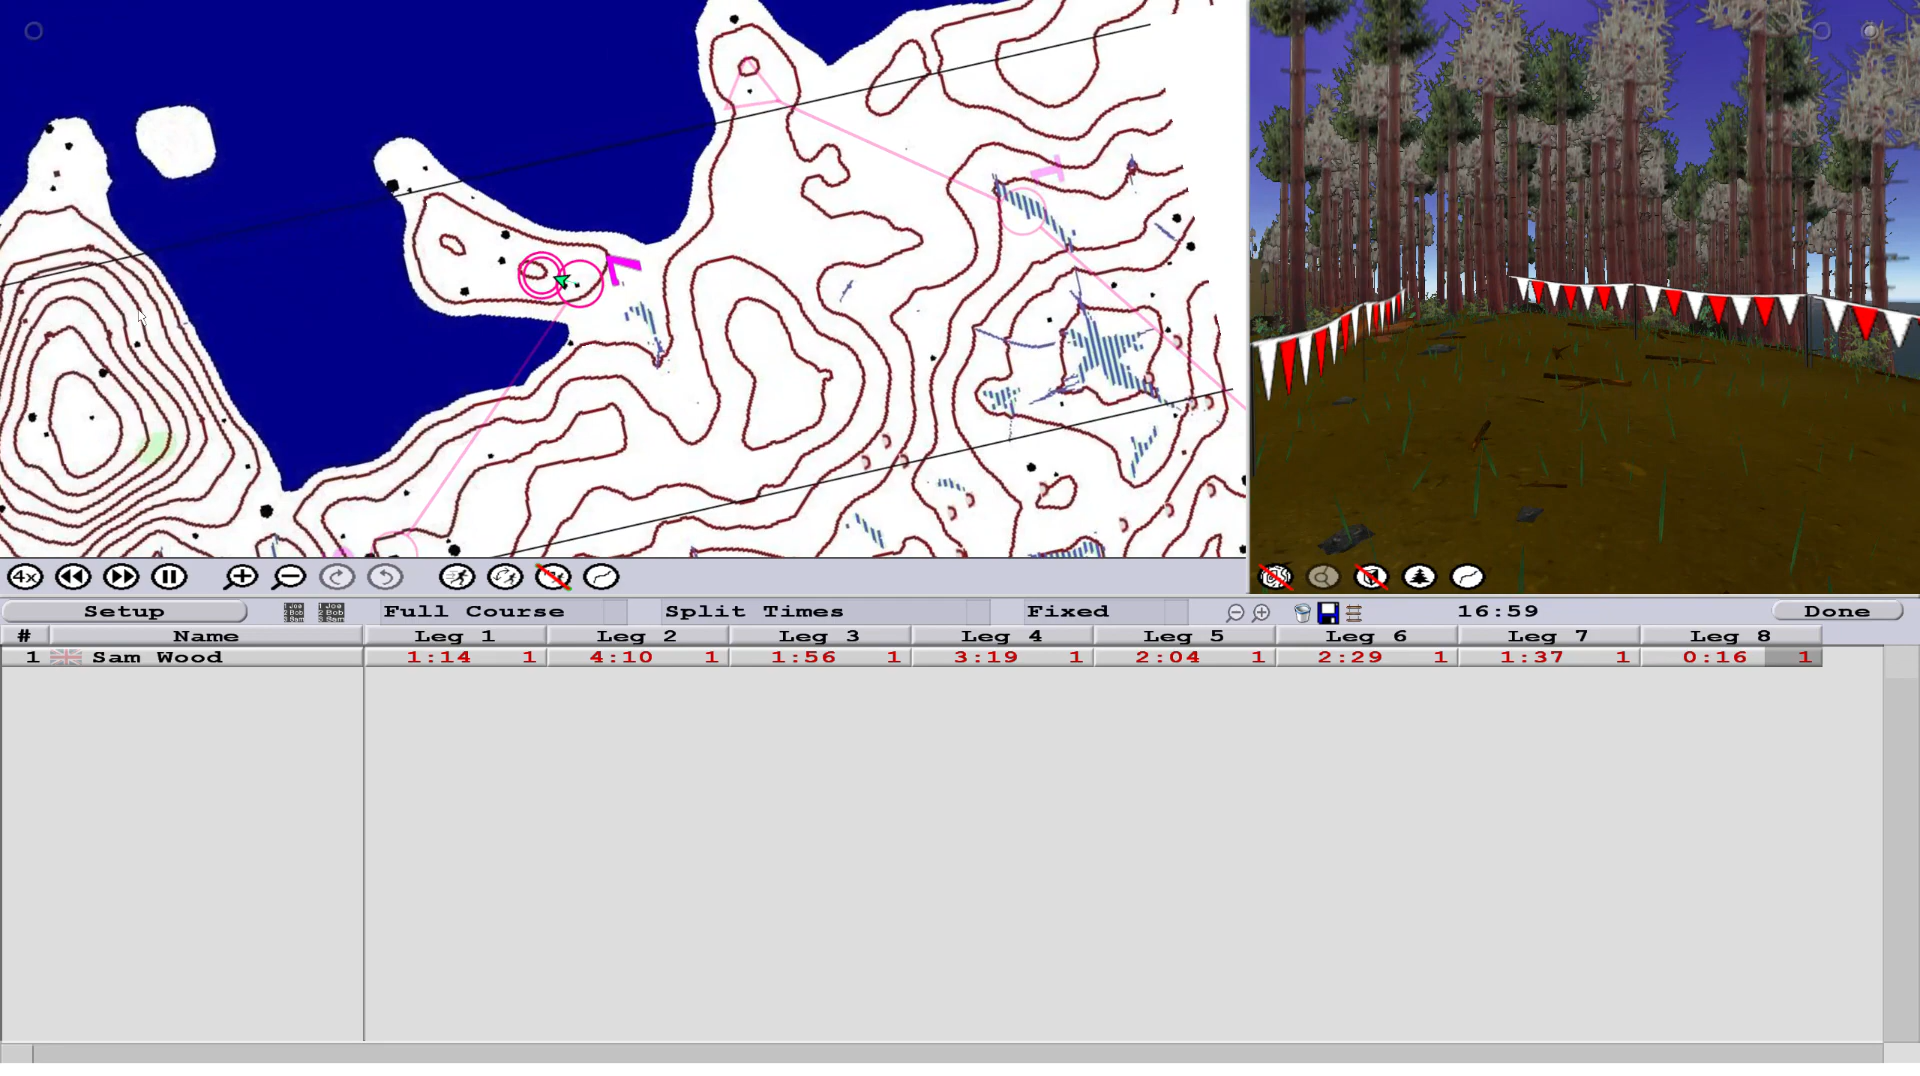 4x
Setup Full Course Split Times Fixed 16:59 Done
# Name Leg 1 Leg 2 Leg 3 Leg 4 Leg 5 Leg 6 Leg 7 Leg 8
1 Sam Wood 1:14 1 4:10 1 1:56 1 3:19 1 2:04 1 2:29 1 1:37 1 0:16 1